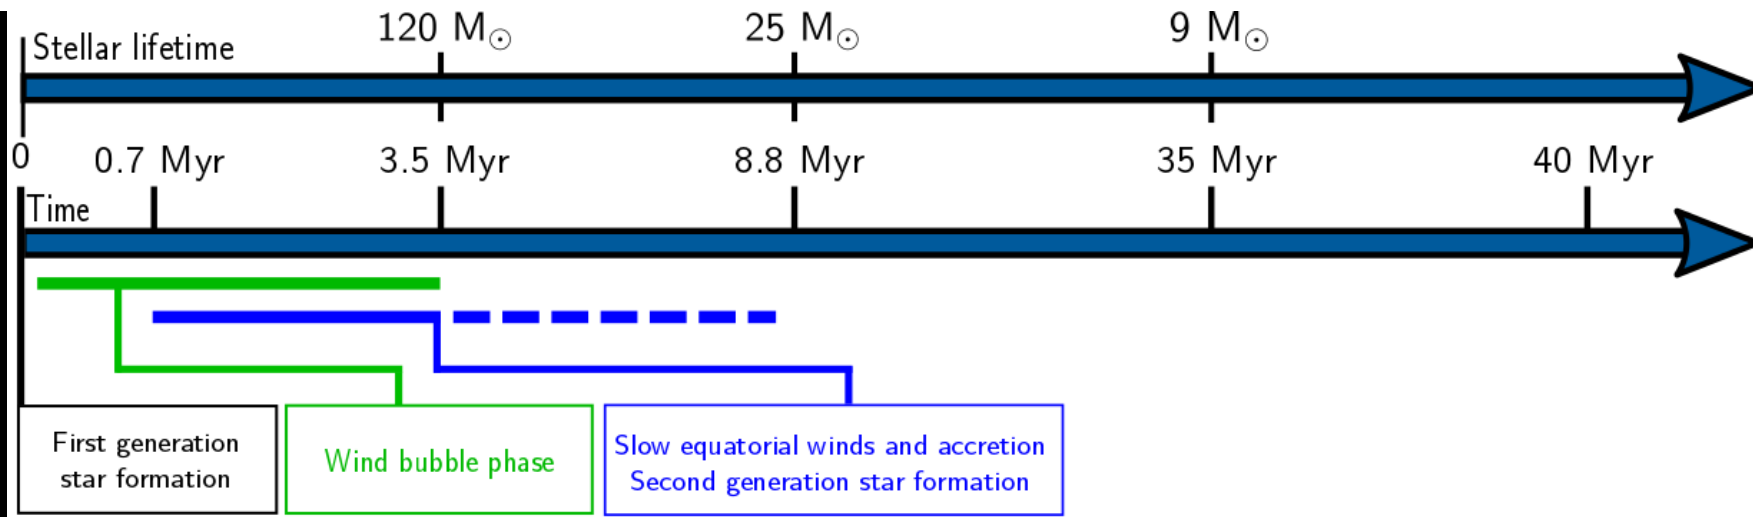 120 M☉ 25 M☉ 9 M☉
Stellar lifetime
0 0.7 Myr 3.5 Myr 8.8 Myr 35 Myr 40 Myr
Time
First generation
star formation
Wind bubble phase
Slow equatorial winds and accretion
Second generation star formation